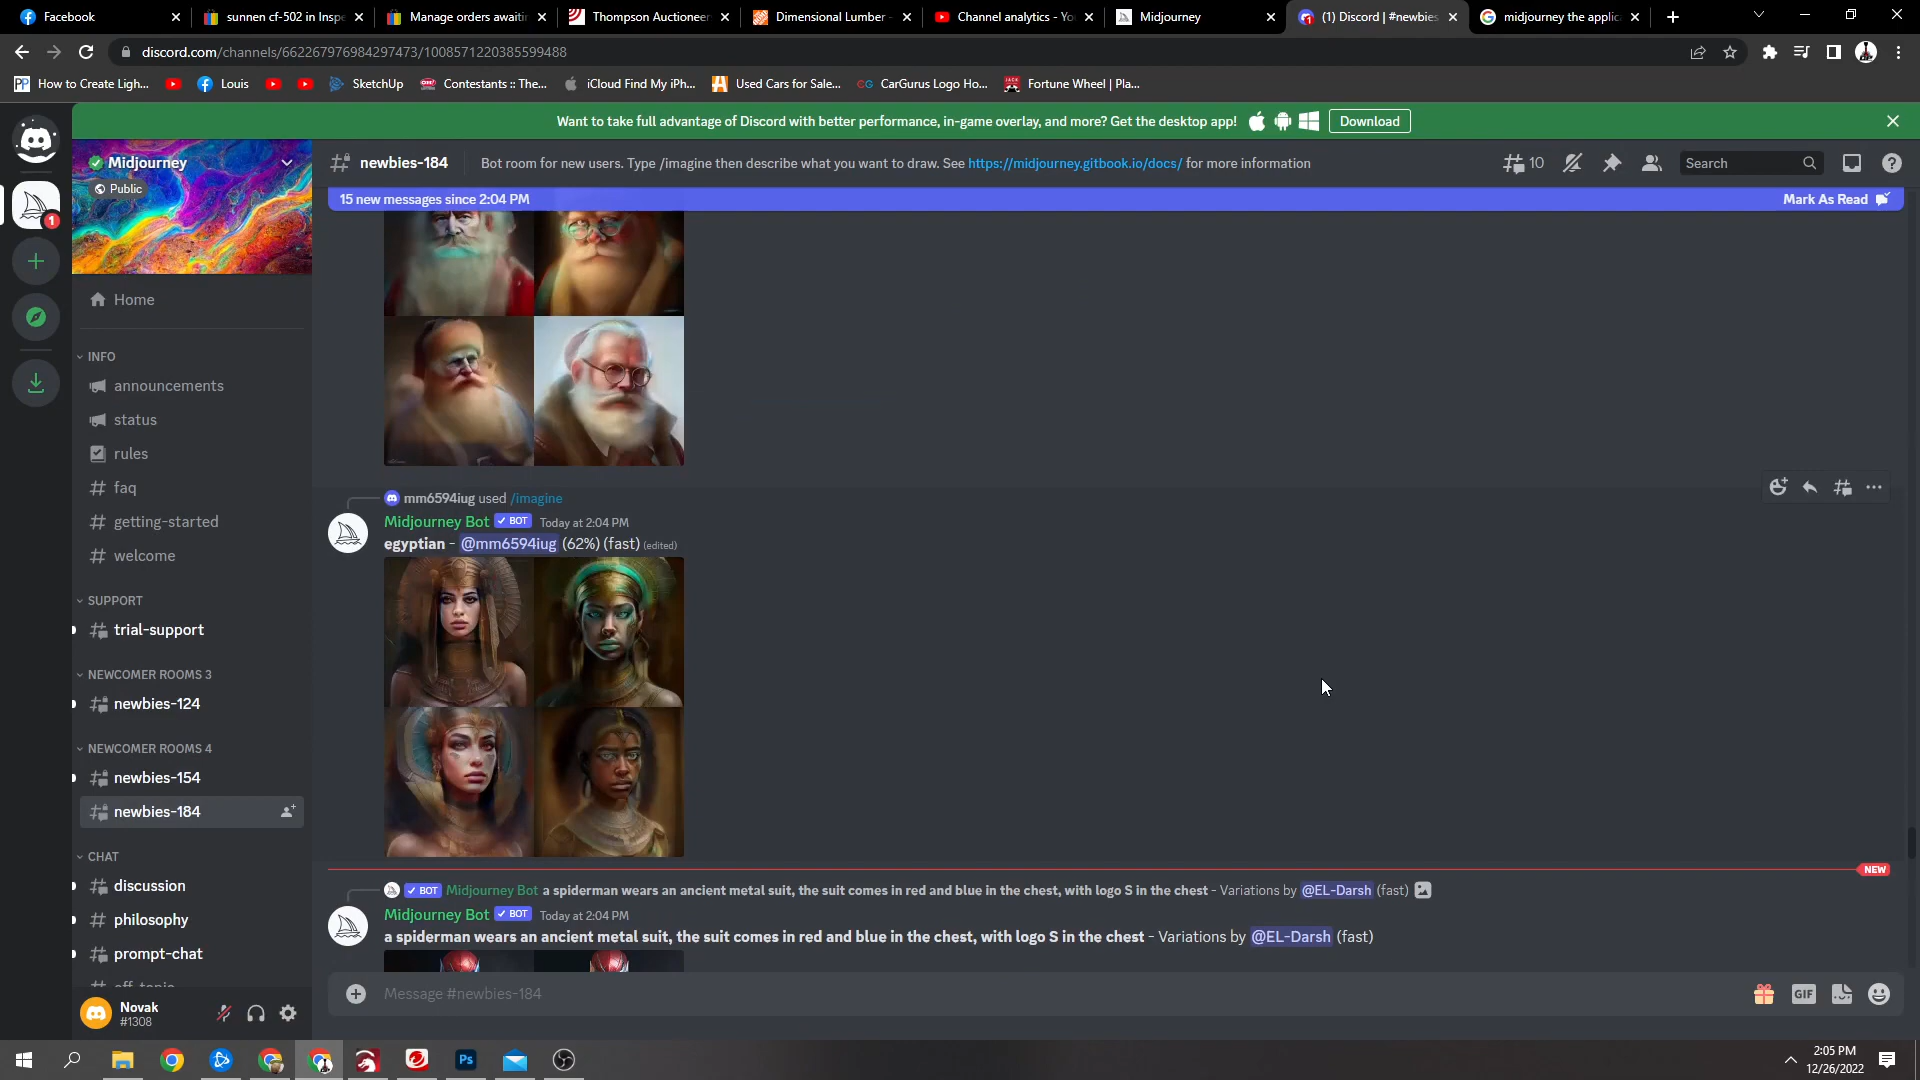 Facebook
sunnen cf-502 in Inspe
Manage orders awaiti
Thompson Auctioneer
Dimensional Lumber -
Channel analytics - Yo
Midjourney
(1) Discord | #newbies
midjourney the applic
discord.com/channels/662267976984297473/1008571220385599488
PP How to Create Ligh...
Louis
SketchUp
Contestants :: The...
iCloud Find My iPh...
Used Cars for Sale...
CG CarGurus Logo Ho...
Fortune Wheel | Pla...
Want to take full advantage of Discord with better performance, in-game overlay, and more? Get the desktop app!
Download
Midjourney
Public
newbies-184
Bot room for new users. Type /imagine then describe what you want to draw. See https://midjourney.gitbook.io/docs/ for more information
10
Search
15 new messages since 2:04 PM
Mark As Read
1
Home
INFO
announcements
status
rules
faq
getting-started
welcome
SUPPORT
trial-support
NEWCOMER ROOMS 3
newbies-124
NEWCOMER ROOMS 4
newbies-154
newbies-184
CHAT
discussion
philosophy
prompt-chat
off-topic
Novak
#1308
mm6594iug used /imagine
Midjourney Bot BOT Today at 2:04 PM
egyptian - @mm6594iug (62%) (fast) (edited)
NEW
BOT Midjourney Bot a spiderman wears an ancient metal suit, the suit comes in red and blue in the chest, with logo S in the chest - Variations by @EL-Darsh (fast)
Midjourney Bot BOT Today at 2:04 PM
a spiderman wears an ancient metal suit, the suit comes in red and blue in the chest, with logo S in the chest - Variations by @EL-Darsh (fast)
Message #newbies-184
GIF
Ps
2:05 PM
12/26/2022